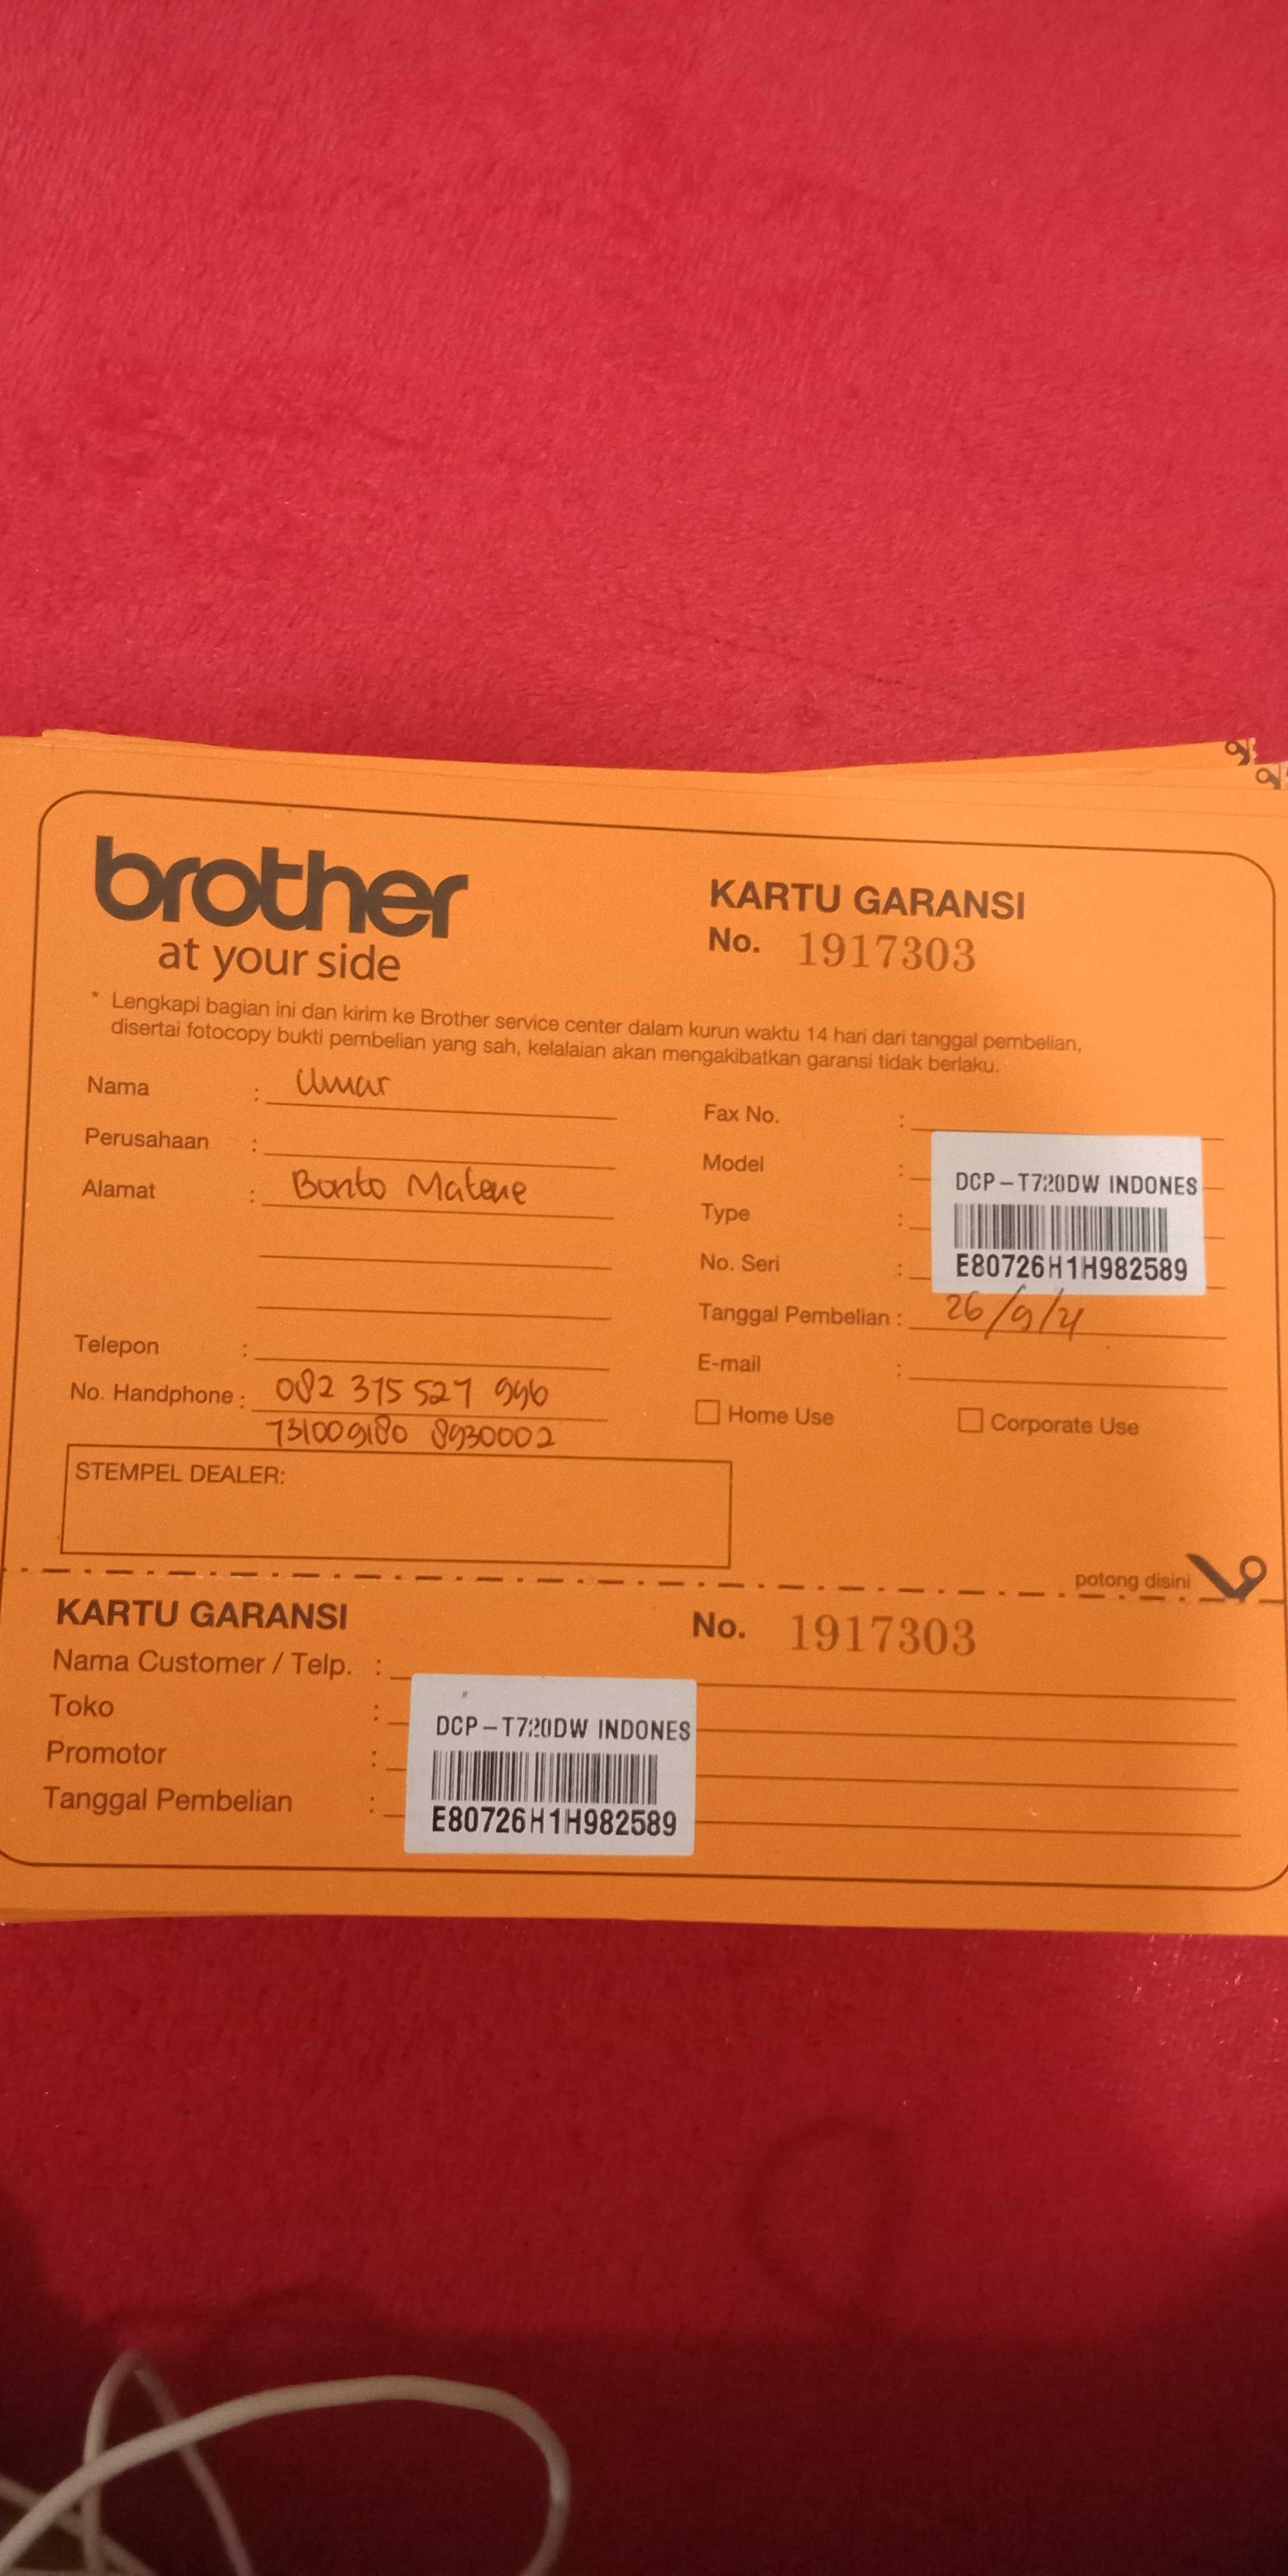 brother
at your side
KARTU GARANSI
No. 1917303
* Lengkapi bagian ini dan kirim ke Brother service center dalam kurun waktu 14 hari dari tanggal pembelian,
disertai fotocopy bukti pembelian yang sah, kelalaian akan mengakibatkan garansi tidak berlaku.
Nama : Umar
Perusahaan :
Alamat : Bonto Matene
Telepon :
No. Handphone : 082 315 527 996
731009180 8930002
Fax No. :
Model : DCP-T720DW INDONES
Type :
No. Seri : E80726H1H982589
Tanggal Pembelian : 26/9/21
E-mail :
Home Use
Corporate Use
STEMPEL DEALER:
potong disini
KARTU GARANSI
No. 1917303
Nama Customer / Telp. :
Toko :
Promotor :
Tanggal Pembelian :
DCP-T720DW INDONES
E80726H1H982589